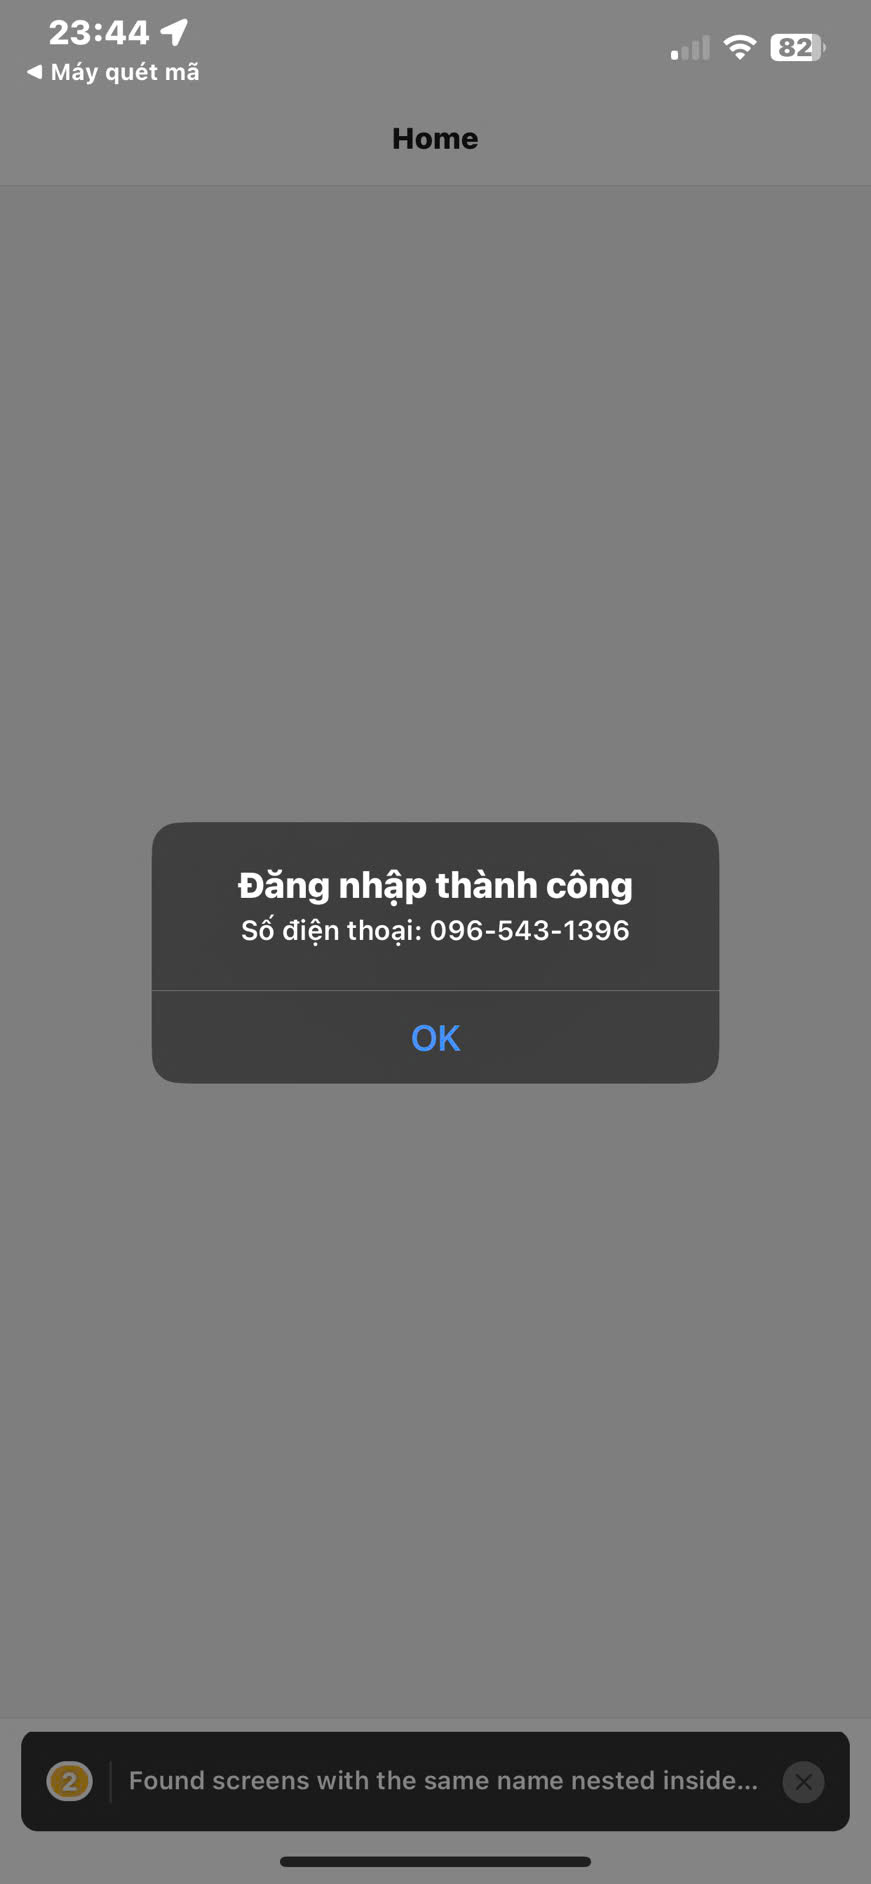 23:44
82
◀ Máy quét mã
Home
Đăng nhập thành công
Số điện thoại: 096-543-1396
OK
2
Found screens with the same name nested inside...